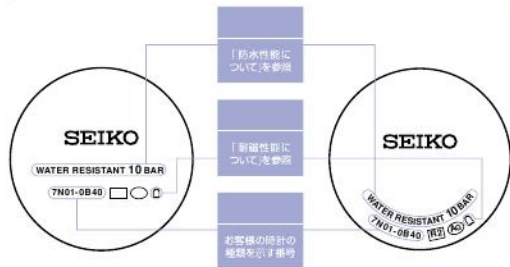 「防水性能に
ついて」を参照
SEIKO
WATER RESISTANT 10 BAR
7N01-0B40
「耐磁性能に
ついて」を参照
お客様の時計の
種類を示す番号
SEIKO
WATER RESISTANT 10 BAR
7N01-0B40 R2